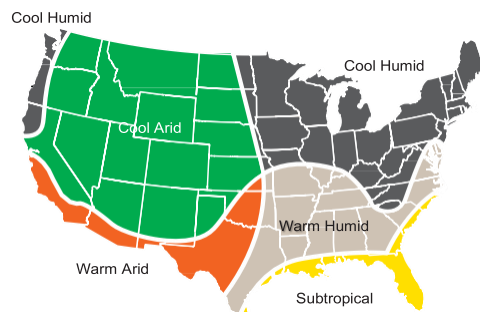 Cool Humid
Cool Humid
Cool Arid
Warm Humid
Warm Arid
Subtropical